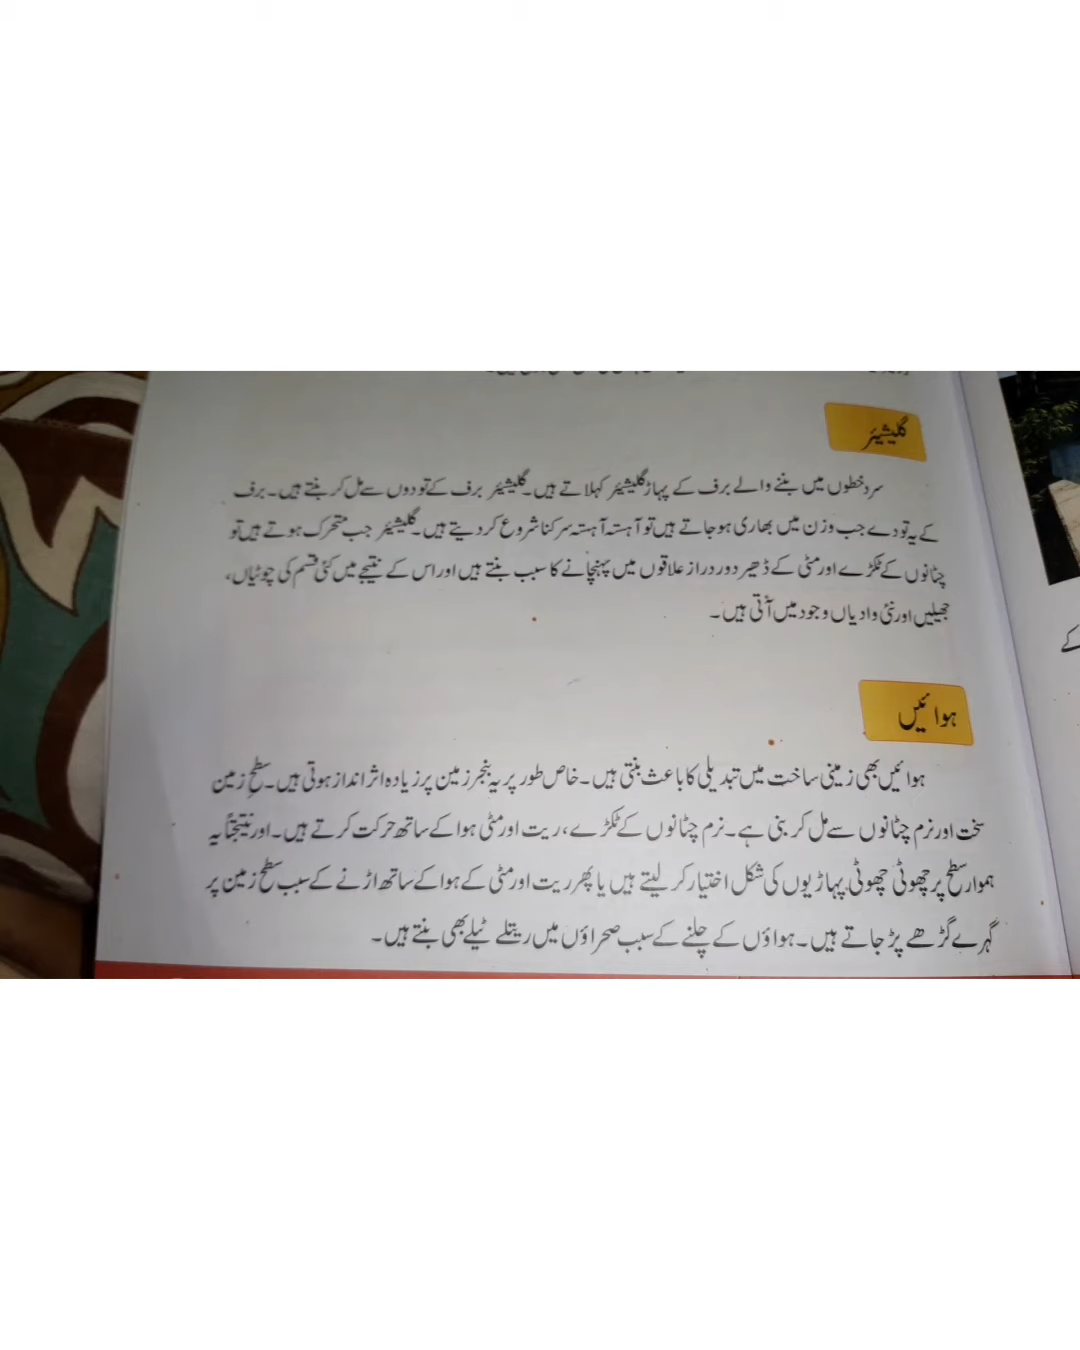 گلیشیئر
سرد خطوں میں بننے والے برف کے پہاڑ گلیشیئر کہلاتے ہیں۔ گلیشیئر برف کے تودوں سے مل کر بنتے ہیں۔ برف
کے یہ تودے جب وزن میں بھاری ہو جاتے ہیں تو آہستہ آہستہ سرکنا شروع کر دیتے ہیں۔ گلیشیئر جب متحرک ہوتے ہیں تو
چٹانوں کے ٹکڑے اور مٹی کے ڈھیر دور دراز علاقوں میں پہنچانے کا سبب بنتے ہیں اور اس کے نتیجے میں کئی قسم کی چوٹیاں،
جھیلیں اور نئی وادیاں وجود میں آتی ہیں۔
ہوائیں
ہوائیں بھی زمینی ساخت میں تبدیلی کا باعث بنتی ہیں۔ خاص طور پر یہ بنجر زمین پر زیادہ اثر انداز ہوتی ہیں۔ سطحِ زمین
سخت اور نرم چٹانوں سے مل کر بنی ہے۔ نرم چٹانوں کے ٹکڑے، ریت اور مٹی ہوا کے ساتھ حرکت کرتے ہیں۔ اور نتیجتاً یہ
ہموار سطح پر چھوٹی چھوٹی پہاڑیوں کی شکل اختیار کر لیتے ہیں یا پھر ریت اور مٹی کے ہوا کے ساتھ اڑنے کے سبب سطح زمین پر
گہرے گڑھے پڑ جاتے ہیں۔ ہواؤں کے چلنے کے سبب صحراؤں میں ریتلے ٹیلے بھی بنتے ہیں۔
کے